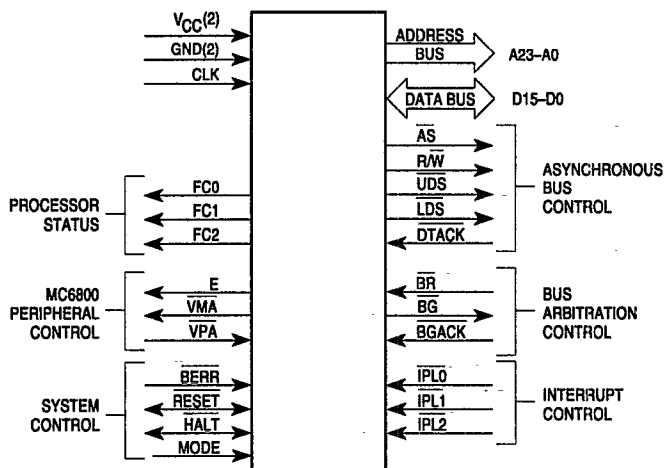 VCC(2)
GND(2)
CLK
PROCESSOR
STATUS
FC0
FC1
FC2
MC6800
PERIPHERAL
CONTROL
E
VMA
VPA
SYSTEM
CONTROL
BERR
RESET
HALT
MODE
ADDRESS
BUS
A23–A0
DATA BUS
D15–D0
AS
R/W
UDS
LDS
DTACK
ASYNCHRONOUS
BUS
CONTROL
BR
BG
BGACK
BUS
ARBITRATION
CONTROL
IPL0
IPL1
IPL2
INTERRUPT
CONTROL